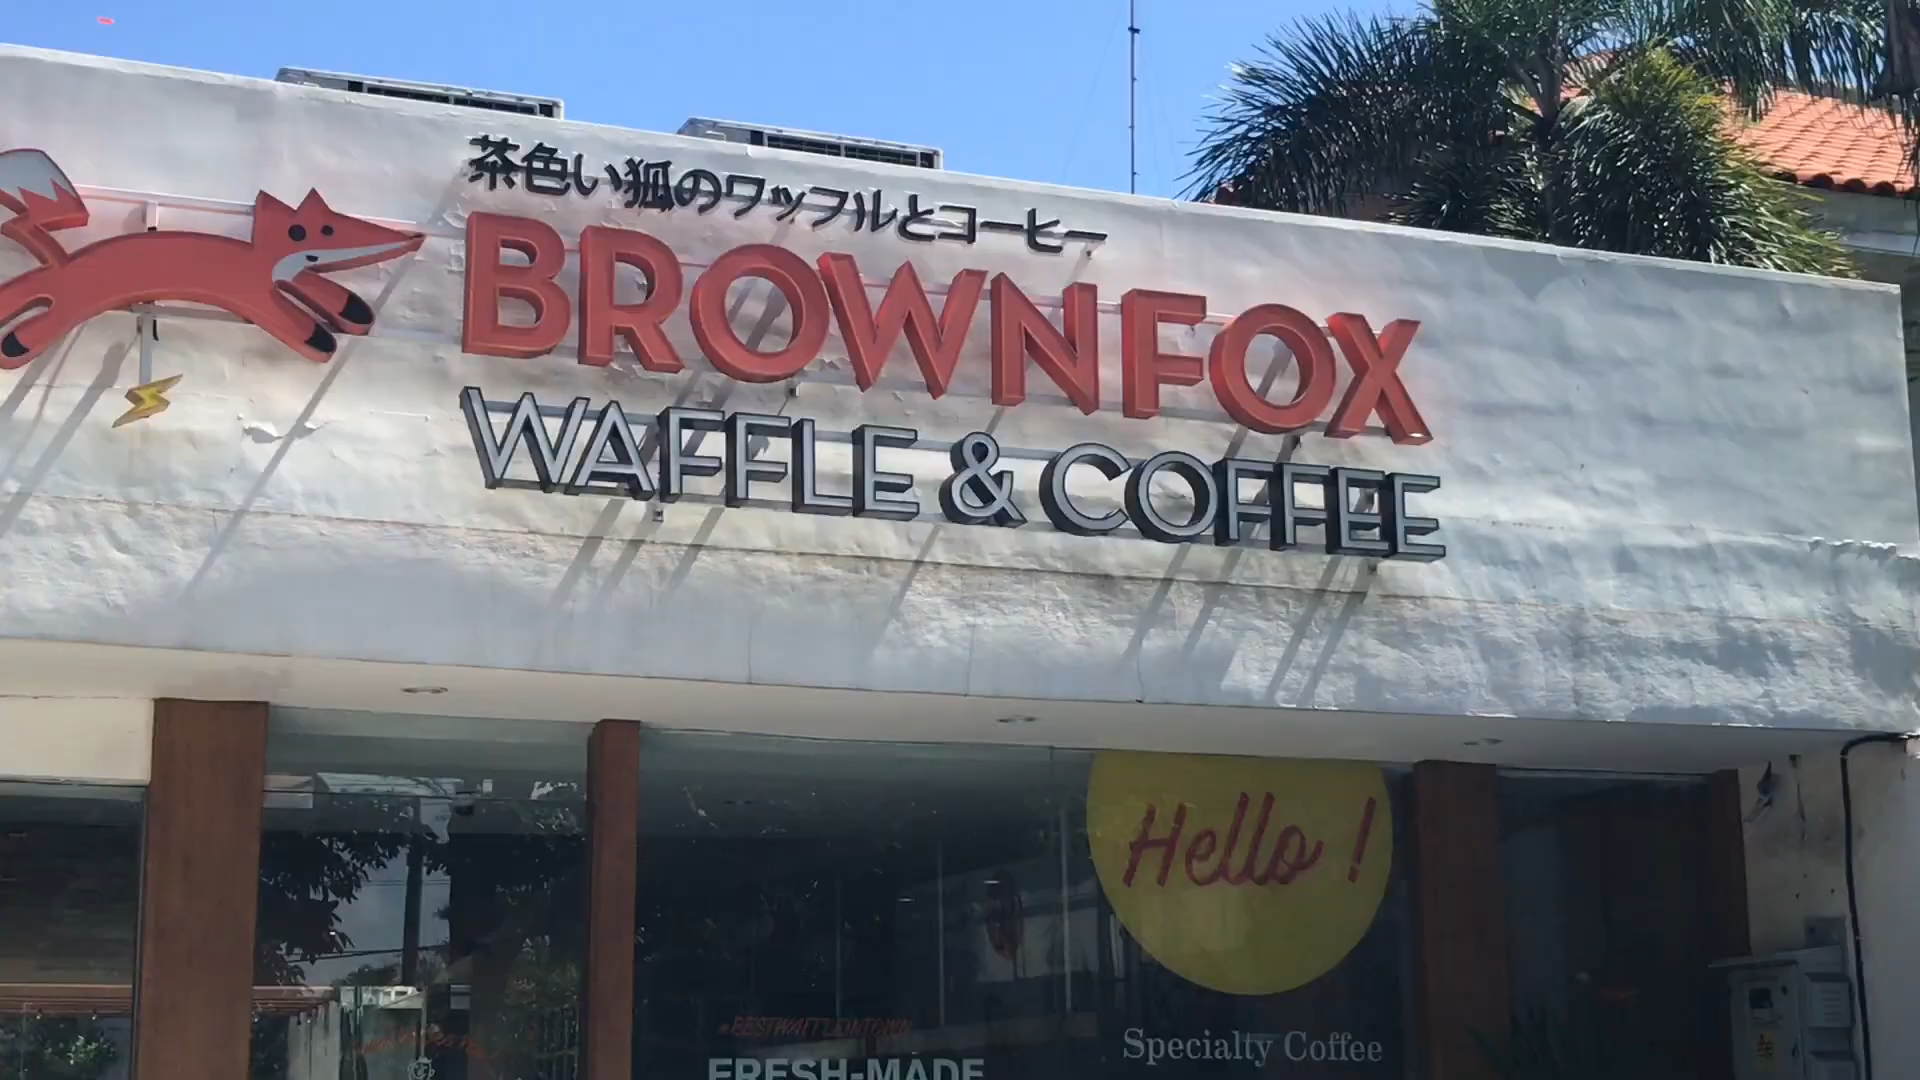 茶色い狐のワッフルとコーヒー
BROWNFOX
WAFFLE & COFFEE
Hello !
#BESTWAFFLEINTOWN
FRESH-MADE
Specialty Coffee